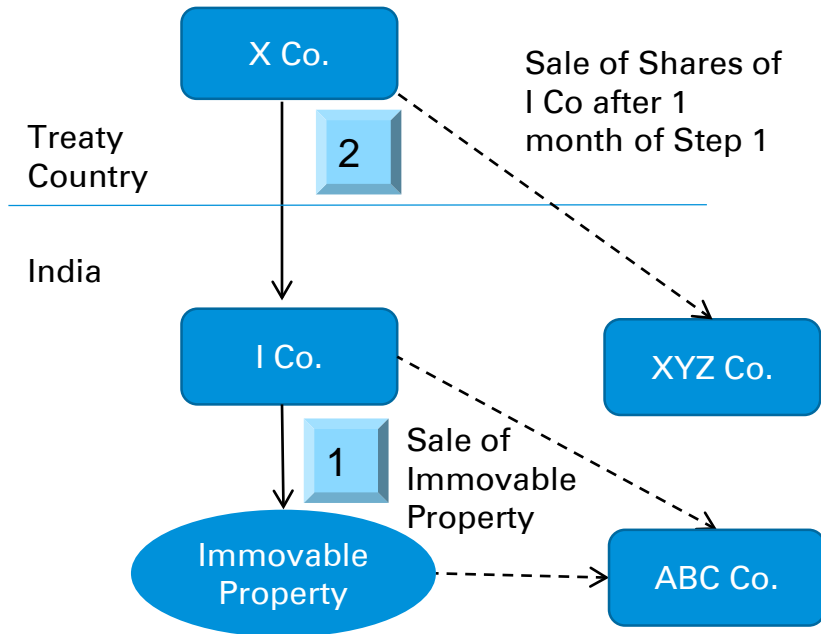 X Co.
Sale of Shares of
I Co after 1
month of Step 1
Treaty
Country
2
India
I Co.
XYZ Co.
1
Sale of
Immovable
Property
Immovable
Property
ABC Co.